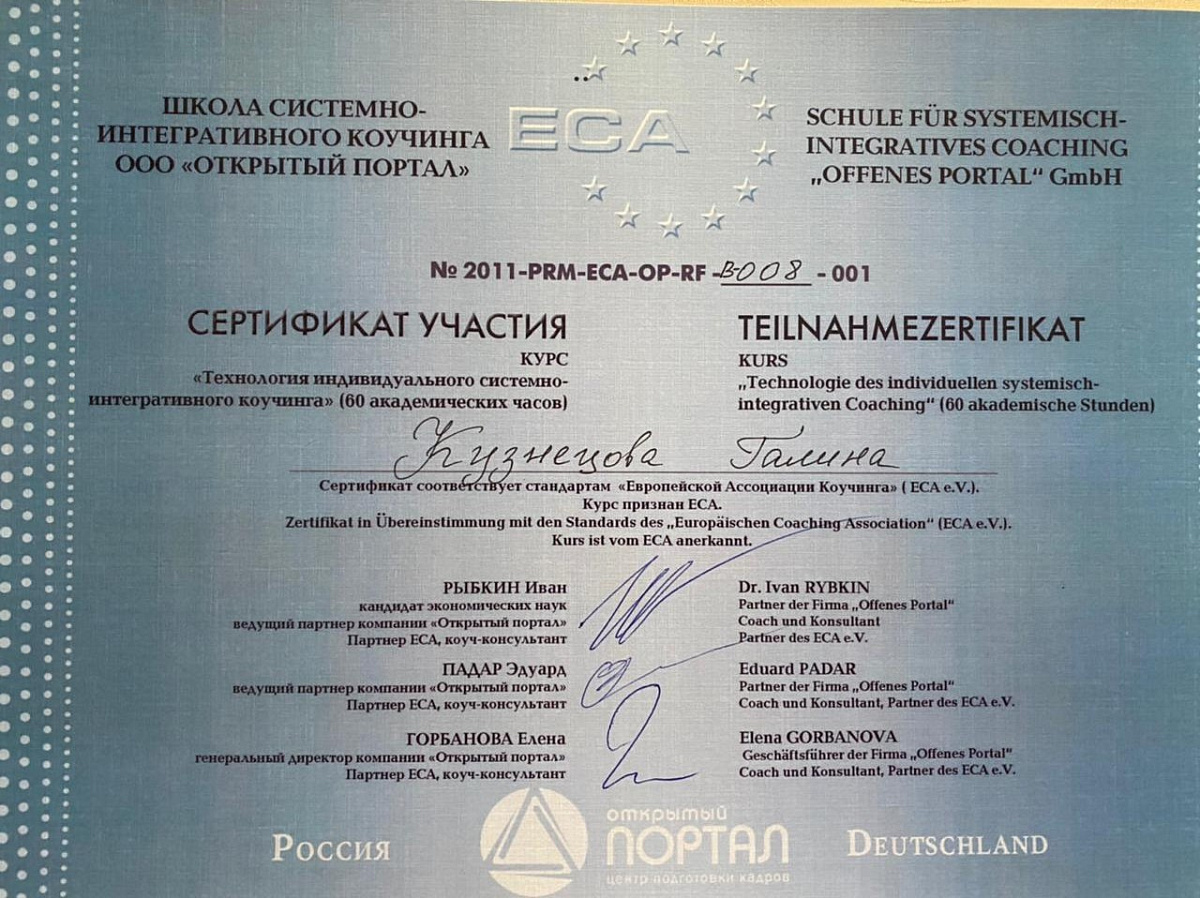 ШКОЛА СИСТЕМНО-
ИНТЕГРАТИВНОГО КОУЧИНГА
ООО «ОТКРЫТЫЙ ПОРТАЛ»
ECA
SCHULE FÜR SYSTEMISCH-
INTEGRATIVES COACHING
„OFFENES PORTAL“ GmbH
№ 2011-PRM-ECA-OP-RF -B-008 - 001
СЕРТИФИКАТ УЧАСТИЯ
КУРС
«Технология индивидуального системно-
интегративного коучинга» (60 академических часов)
TEILNAHMEZERTIFIKAT
KURS
„Technologie des individuellen systemisch-
integrativen Coaching“ (60 akademische Stunden)
Кузнецова Галина
Сертификат соответствует стандартам «Европейской Ассоциации Коучинга» ( ECA e.V.).
Курс признан ECA.
Zertifikat in Übereinstimmung mit den Standards des „Europäischen Coaching Association“ (ECA e.V.).
Kurs ist vom ECA anerkannt.
РЫБКИН Иван
кандидат экономических наук
ведущий партнер компании «Открытый портал»
Партнер ECA, коуч-консультант
Dr. Ivan RYBKIN
Partner der Firma „Offenes Portal“
Coach und Konsultant
Partner des ECA e.V.
ПАДАР Эдуард
ведущий партнер компании «Открытый портал»
Партнер ECA, коуч-консультант
Eduard PADAR
Partner der Firma „Offenes Portal“
Coach und Konsultant, Partner des ECA e.V.
ГОРБАНОВА Елена
генеральный директор компании «Открытый портал»
Партнер ECA, коуч-консультант
Elena GORBANOVA
Geschäftsführer der Firma „Offenes Portal“
Coach und Konsultant, Partner des ECA e.V.
РОССИЯ
открытый
ПОРТАЛ
центр подготовки кадров
DEUTSCHLAND